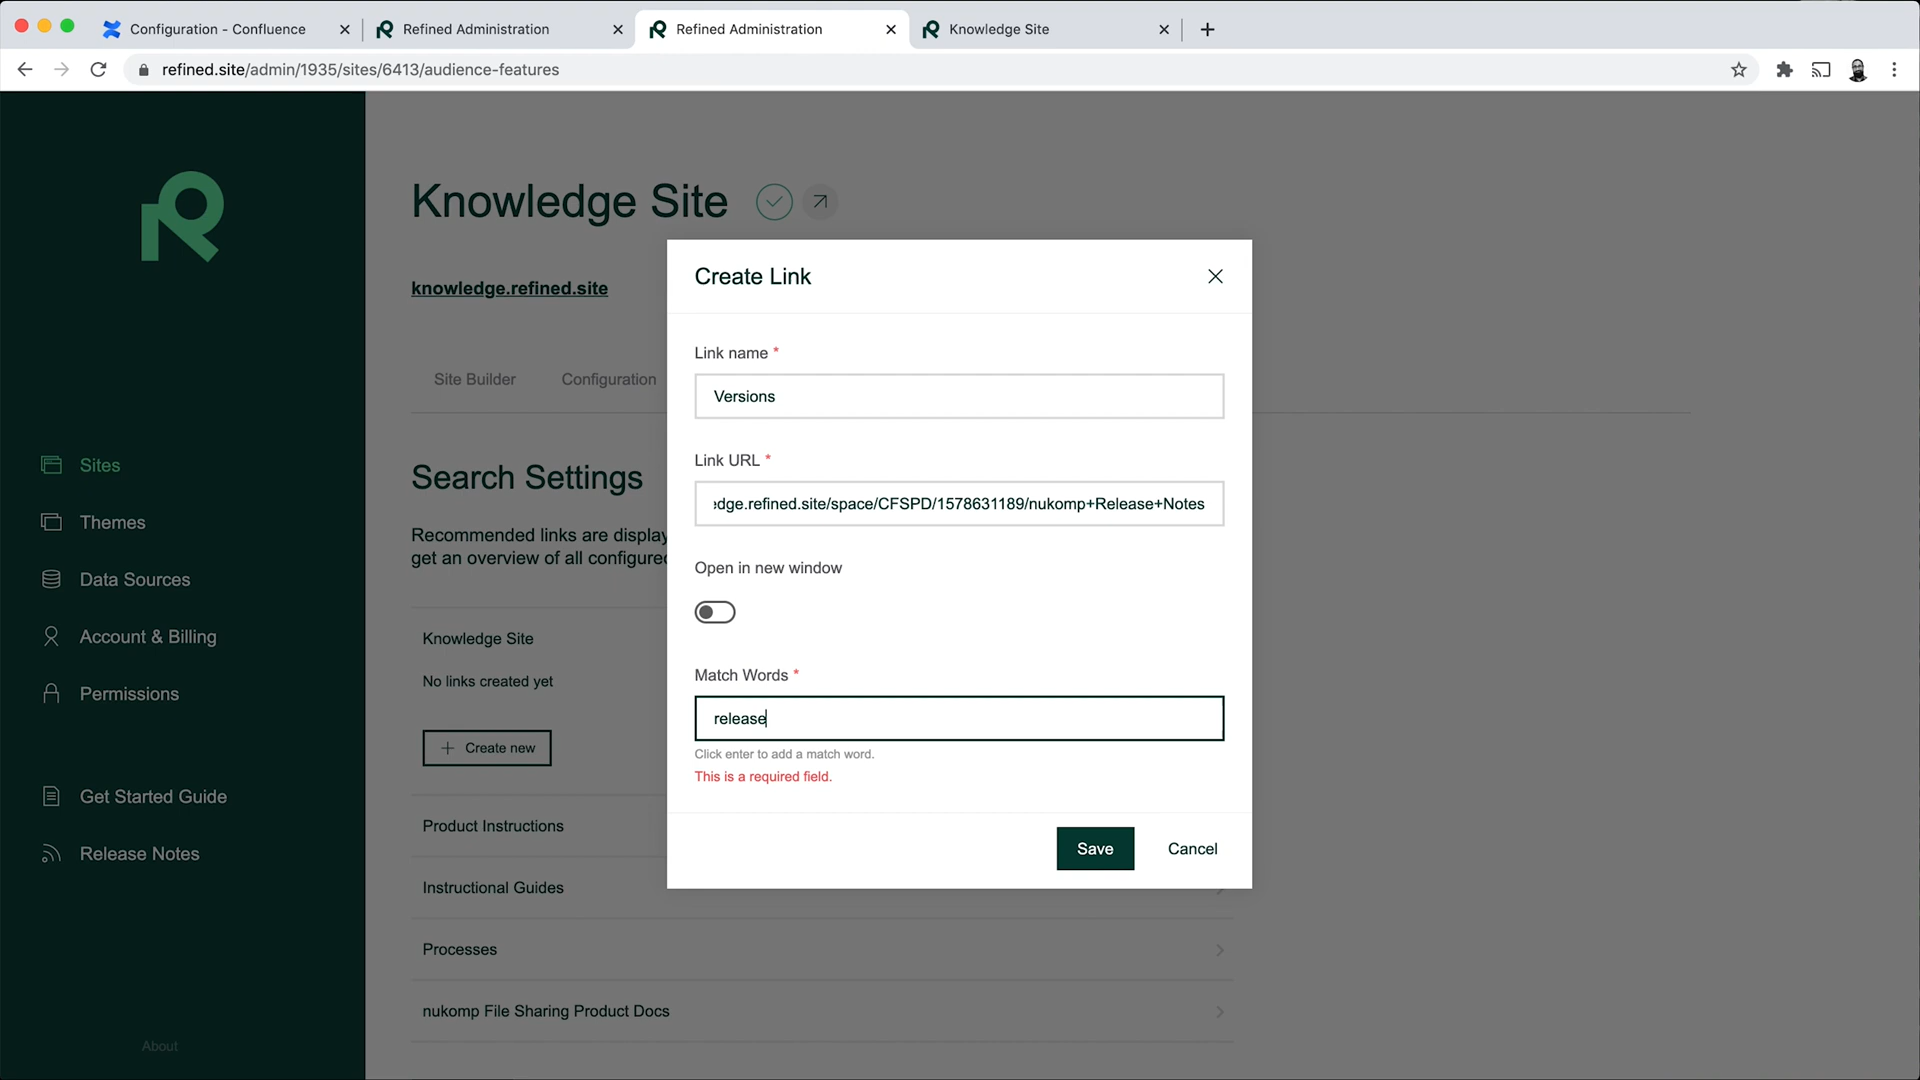 Configuration - Confluence
Refined Administration
Refined Administration
Knowledge Site
refined.site/admin/1935/sites/6413/audience-features
Sites
Themes
Data Sources
Account & Billing
Permissions
Get Started Guide
Release Notes
About
Knowledge Site
knowledge.refined.site
Site Builder
Configuration
Search Settings
Recommended links are display
get an overview of all configured
Knowledge Site
No links created yet
+ Create new
Product Instructions
Instructional Guides
Processes
nukomp File Sharing Product Docs
Create Link
Link name *
Versions
Link URL *
edge.refined.site/space/CFSPD/1578631189/nukomp+Release+Notes
Open in new window
Match Words *
release
Click enter to add a match word.
This is a required field.
Save
Cancel